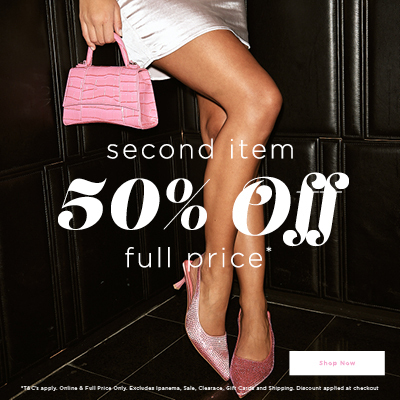 second item
50% Off
full price*
Shop Now
*T&C's apply. Online & Full Price Only. Excludes Ipanema, Sale, Clearace, Gift Cards and Shipping. Discount applied at checkout